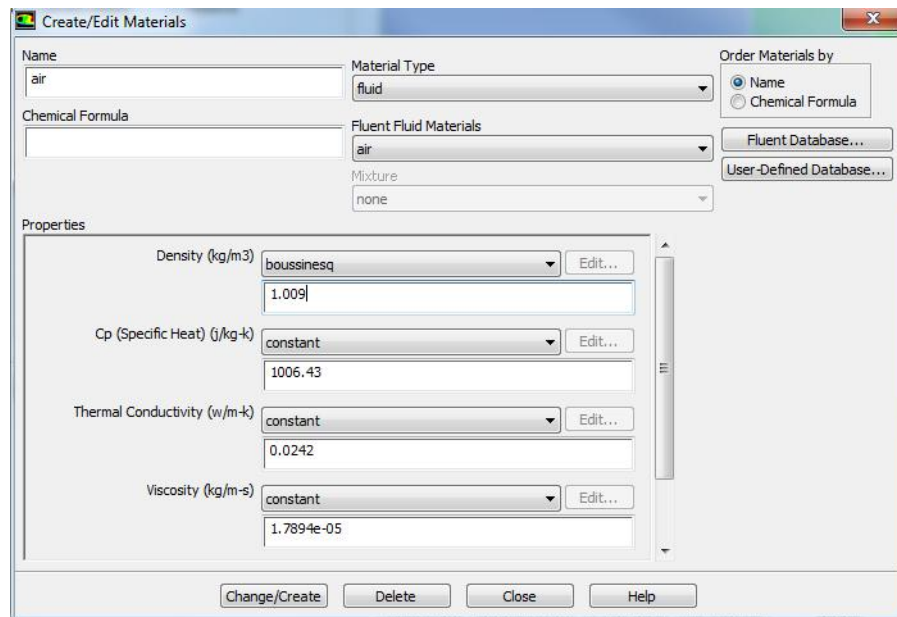 Create/Edit Materials
Name
air
Chemical Formula
Material Type
fluid
Fluent Fluid Materials
air
Mixture
none
Order Materials by
Name
Chemical Formula
Fluent Database...
User-Defined Database...
Properties
Density (kg/m3)
boussinesq
Edit...
1.009
Cp (Specific Heat) (j/kg-k)
constant
Edit...
1006.43
Thermal Conductivity (w/m-k)
constant
Edit...
0.0242
Viscosity (kg/m-s)
constant
Edit...
1.7894e-05
Change/Create
Delete
Close
Help